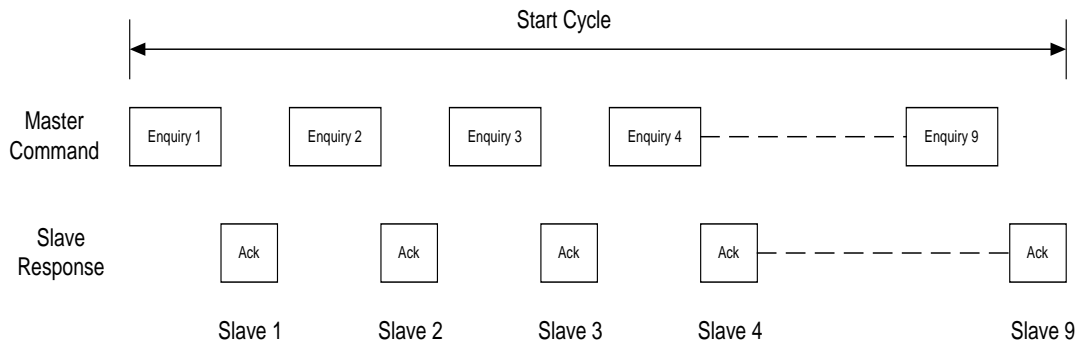 Start Cycle
Master
Command
Enquiry 1
Enquiry 2
Enquiry 3
Enquiry 4
Enquiry 9
Slave
Response
Ack
Ack
Ack
Ack
Ack
Slave 1
Slave 2
Slave 3
Slave 4
Slave 9